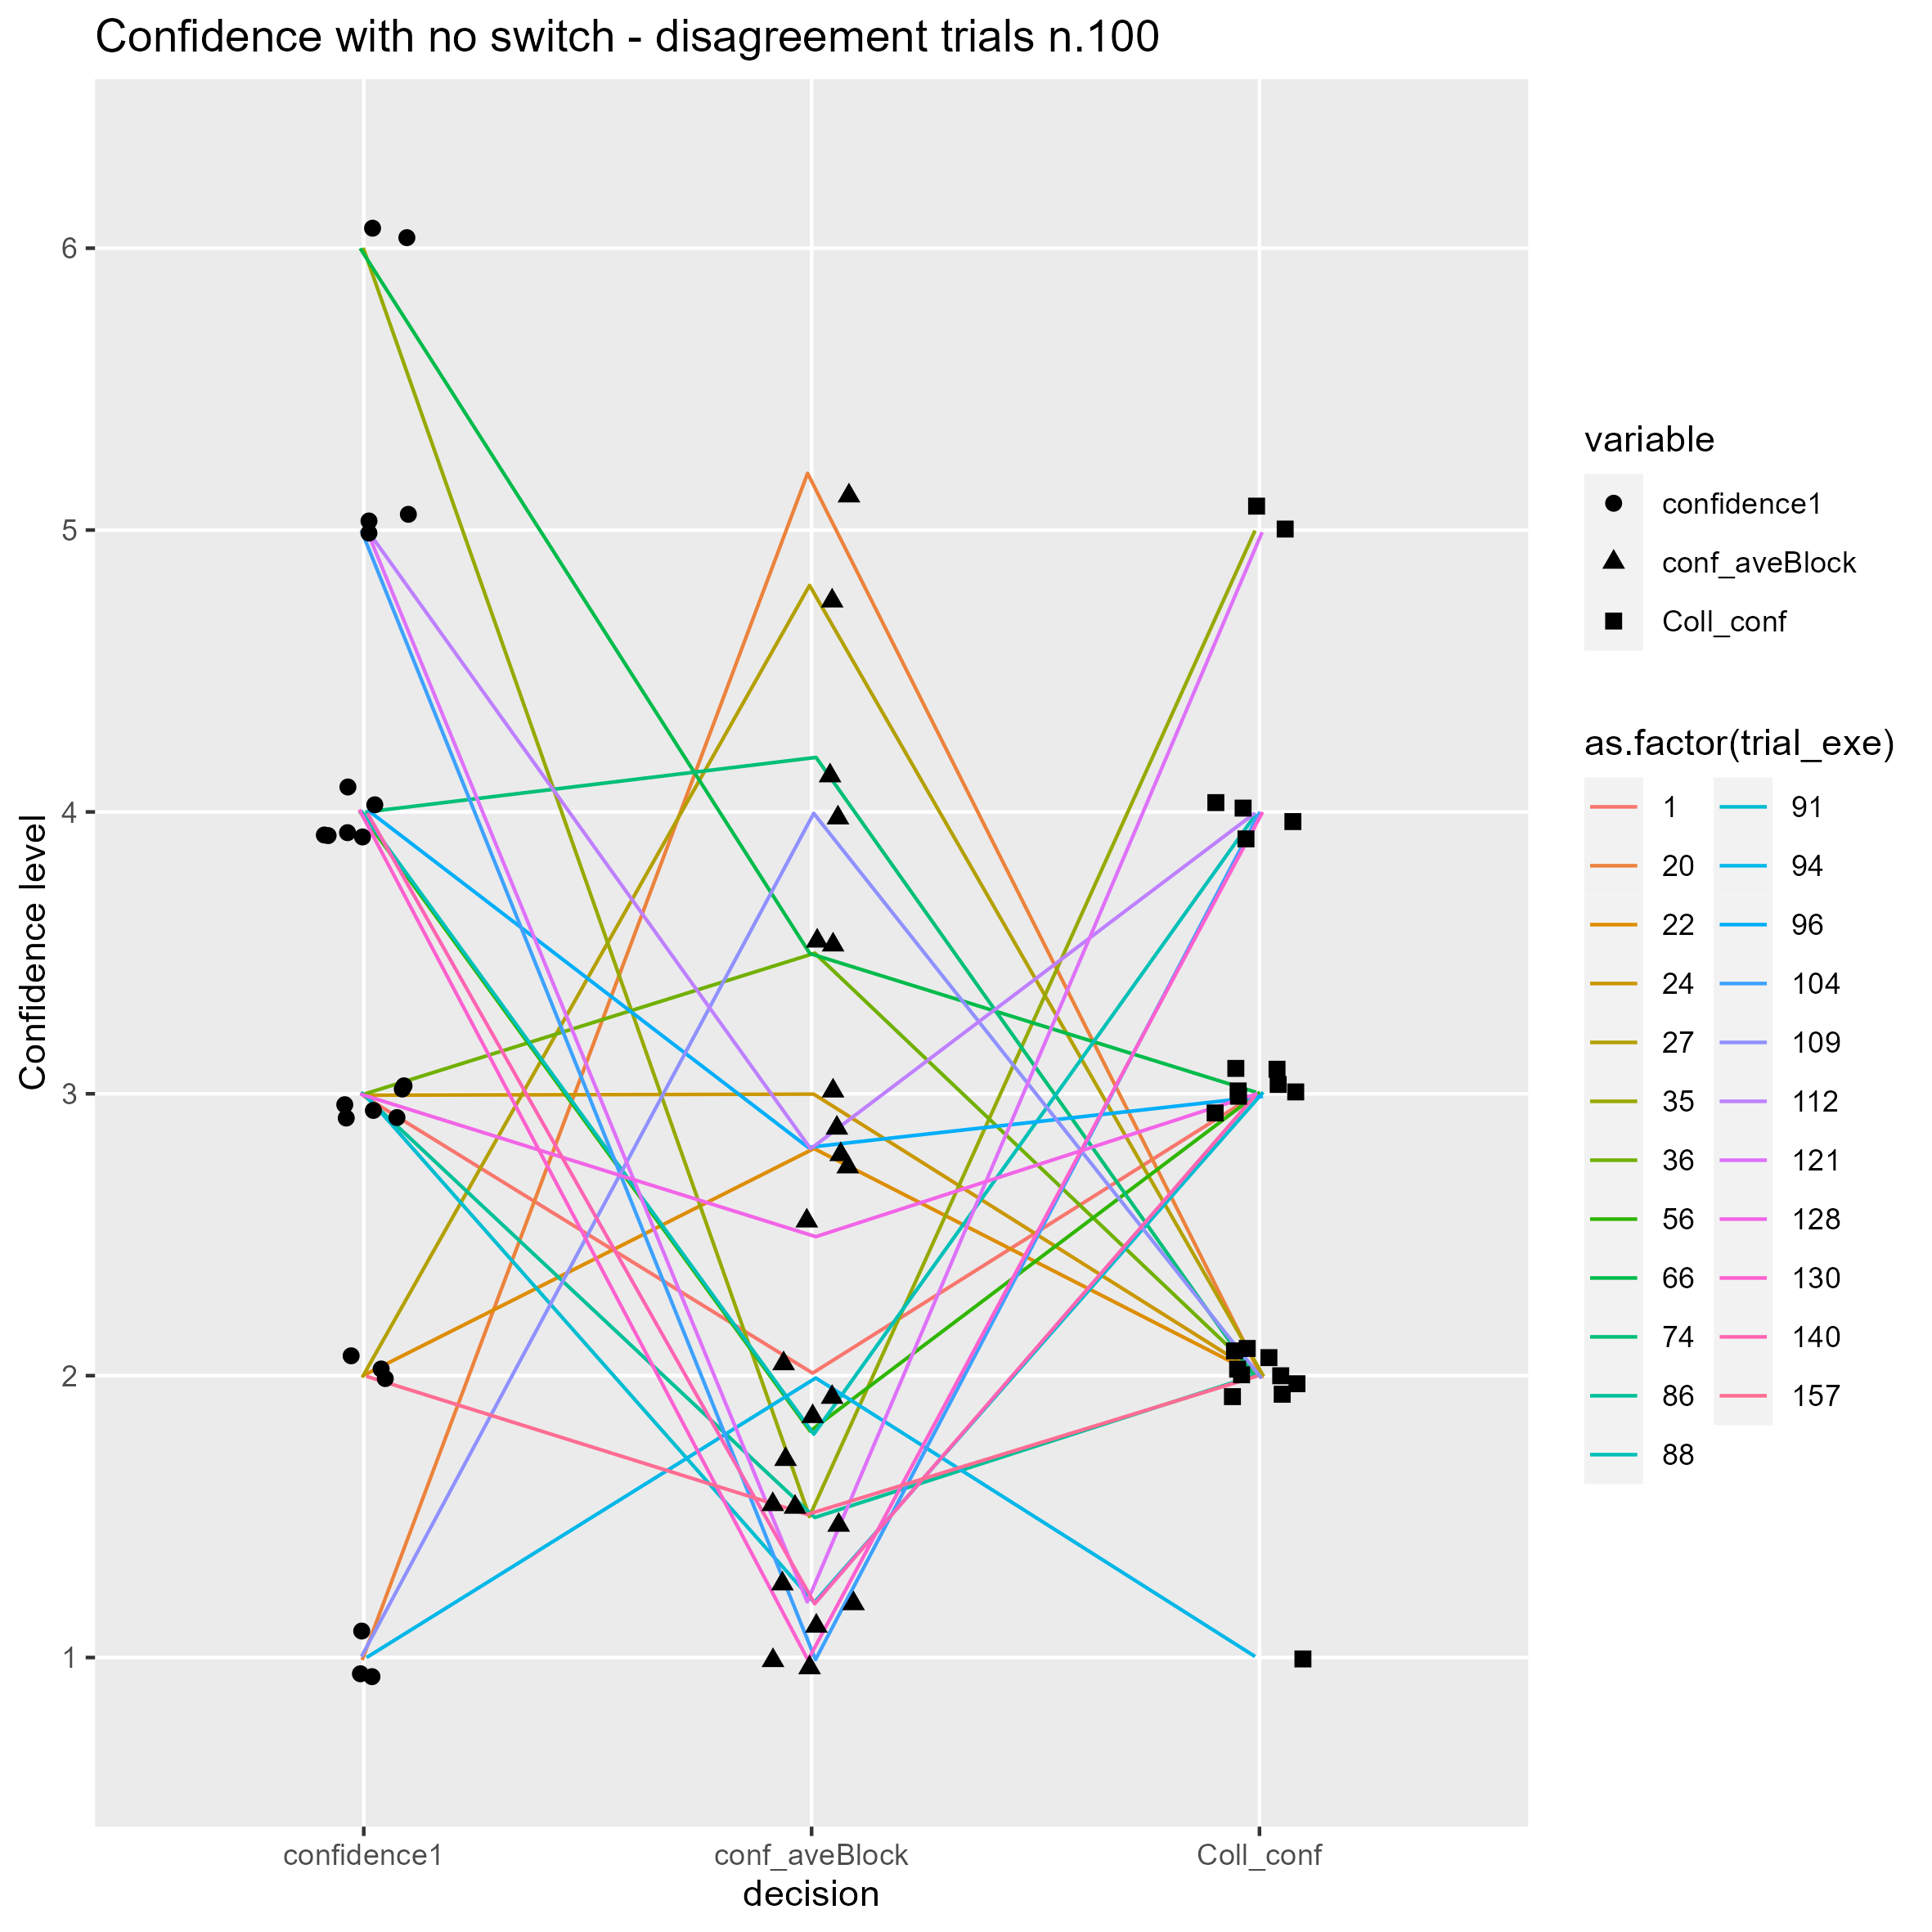 Confidence with no switch - disagreement trials n.100
Confidence level
6
5
4
3
2
1
confidence1
conf_aveBlock
Coll_conf
decision
variable
confidence1
conf_aveBlock
Coll_conf
as.factor(trial_exe)
1
20
22
24
27
35
36
56
66
74
86
88
91
94
96
104
109
112
121
128
130
140
157